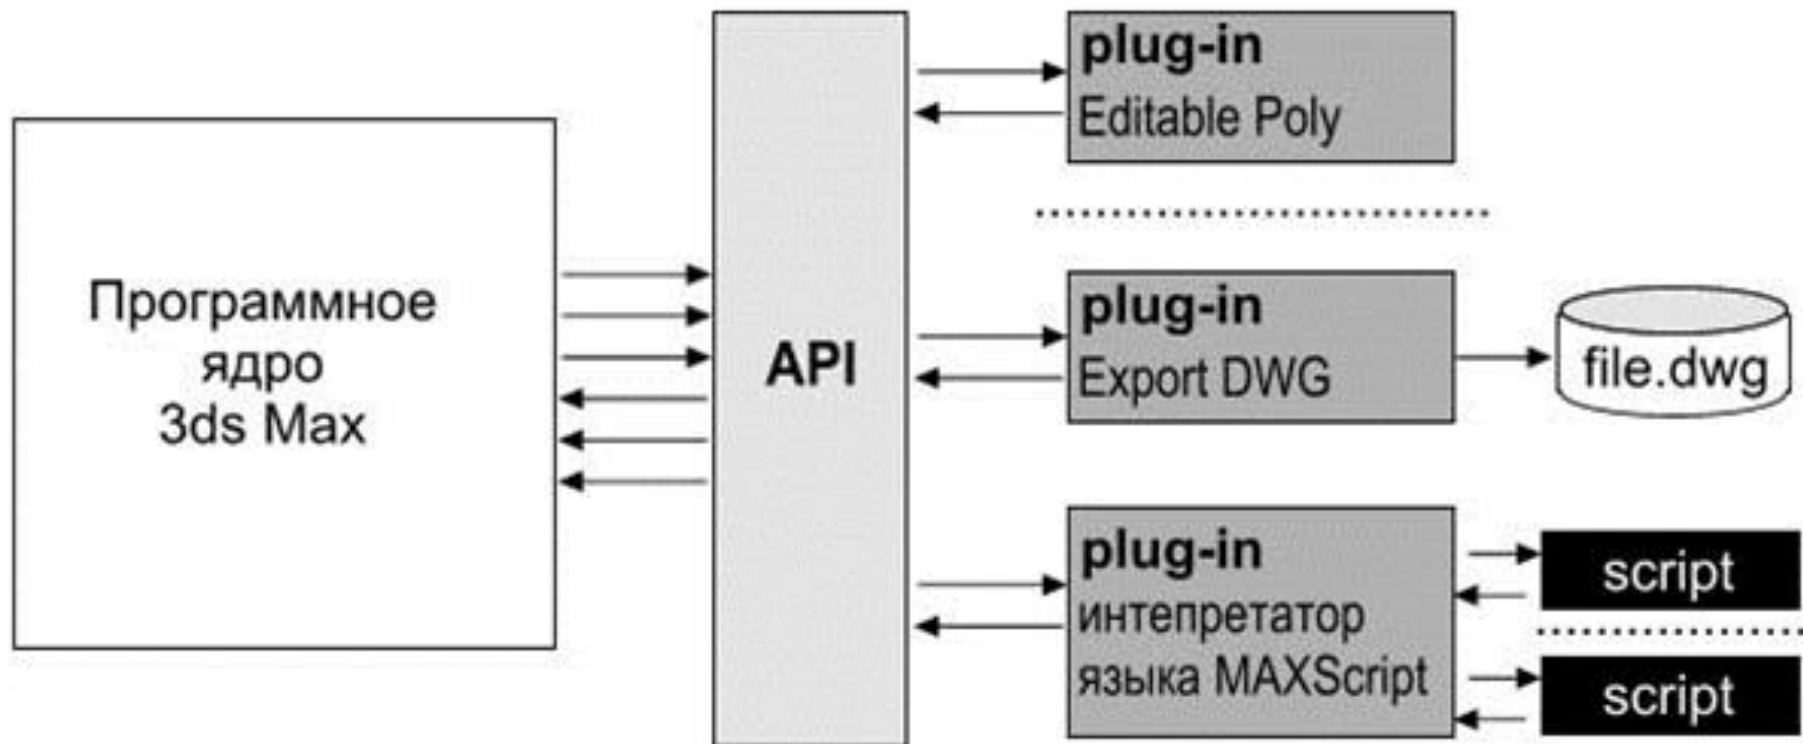 Программное
ядро
3ds Max
API
plug-in
Editable Poly
plug-in
Export DWG
file.dwg
plug-in
интепретатор
языка MAXScript
script
script